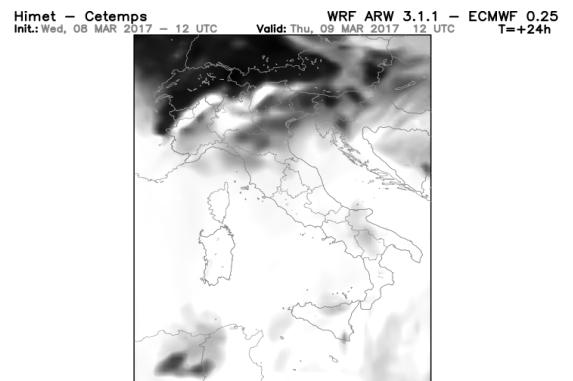 Himet – Cetemps WRF ARW 3.1.1 – ECMWF 0.25
Init.: Wed, 08 MAR 2017 – 12 UTC Valid: Thu, 09 MAR 2017 12 UTC T=+24h